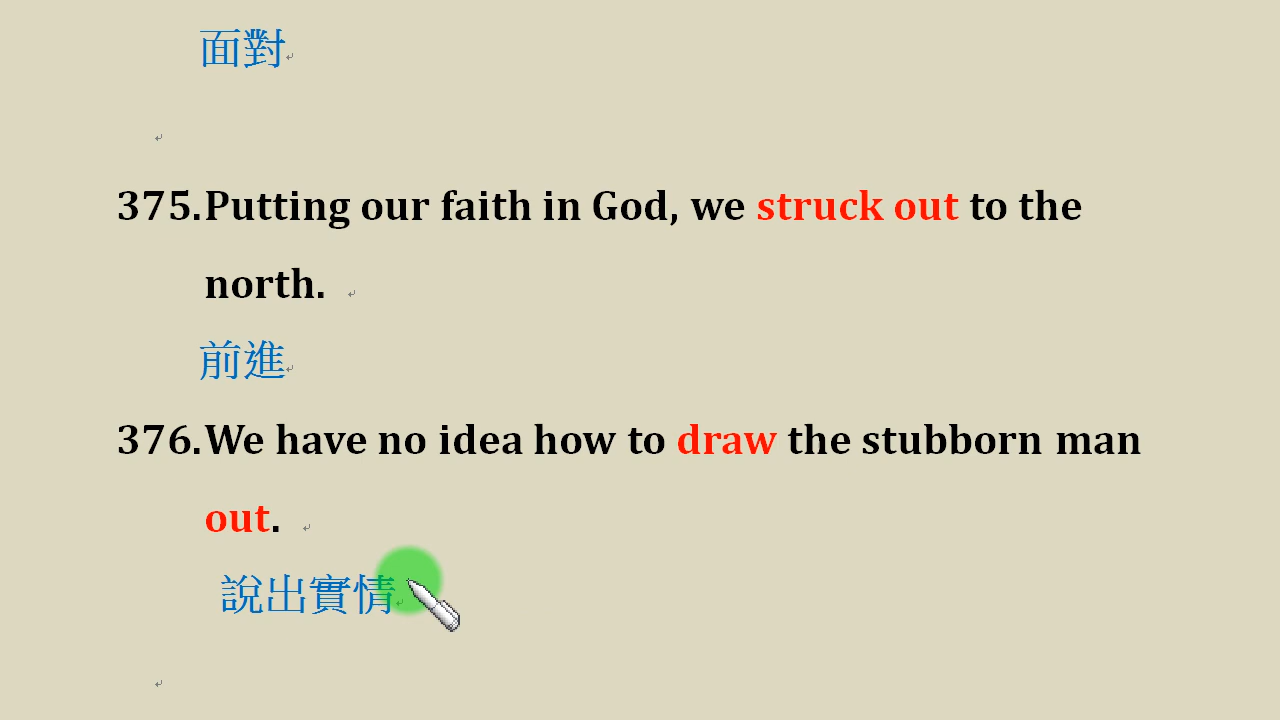 面對
375.Putting our faith in God, we struck out to the
north.
前進
376.We have no idea how to draw the stubborn man
out.
說出實情